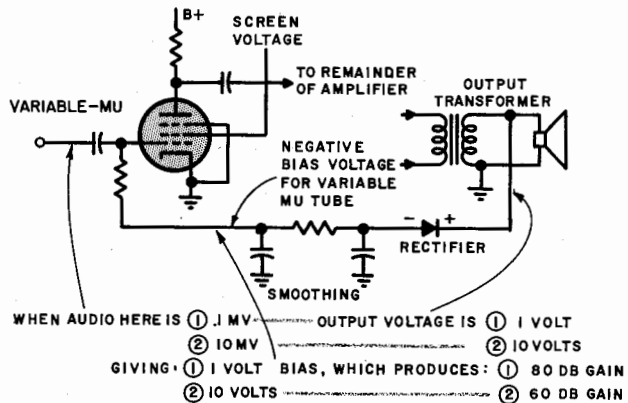 B+
SCREEN
VOLTAGE
TO REMAINDER
OF AMPLIFIER
OUTPUT
TRANSFORMER
VARIABLE-MU
NEGATIVE
BIAS VOLTAGE
FOR VARIABLE
MU TUBE
- +
RECTIFIER
SMOOTHING
WHEN AUDIO HERE IS ① .1 MV OUTPUT VOLTAGE IS ① 1 VOLT
② 10 MV ② 10 VOLTS
GIVING: ① 1 VOLT BIAS, WHICH PRODUCES: ① 80 DB GAIN
② 10 VOLTS ② 60 DB GAIN